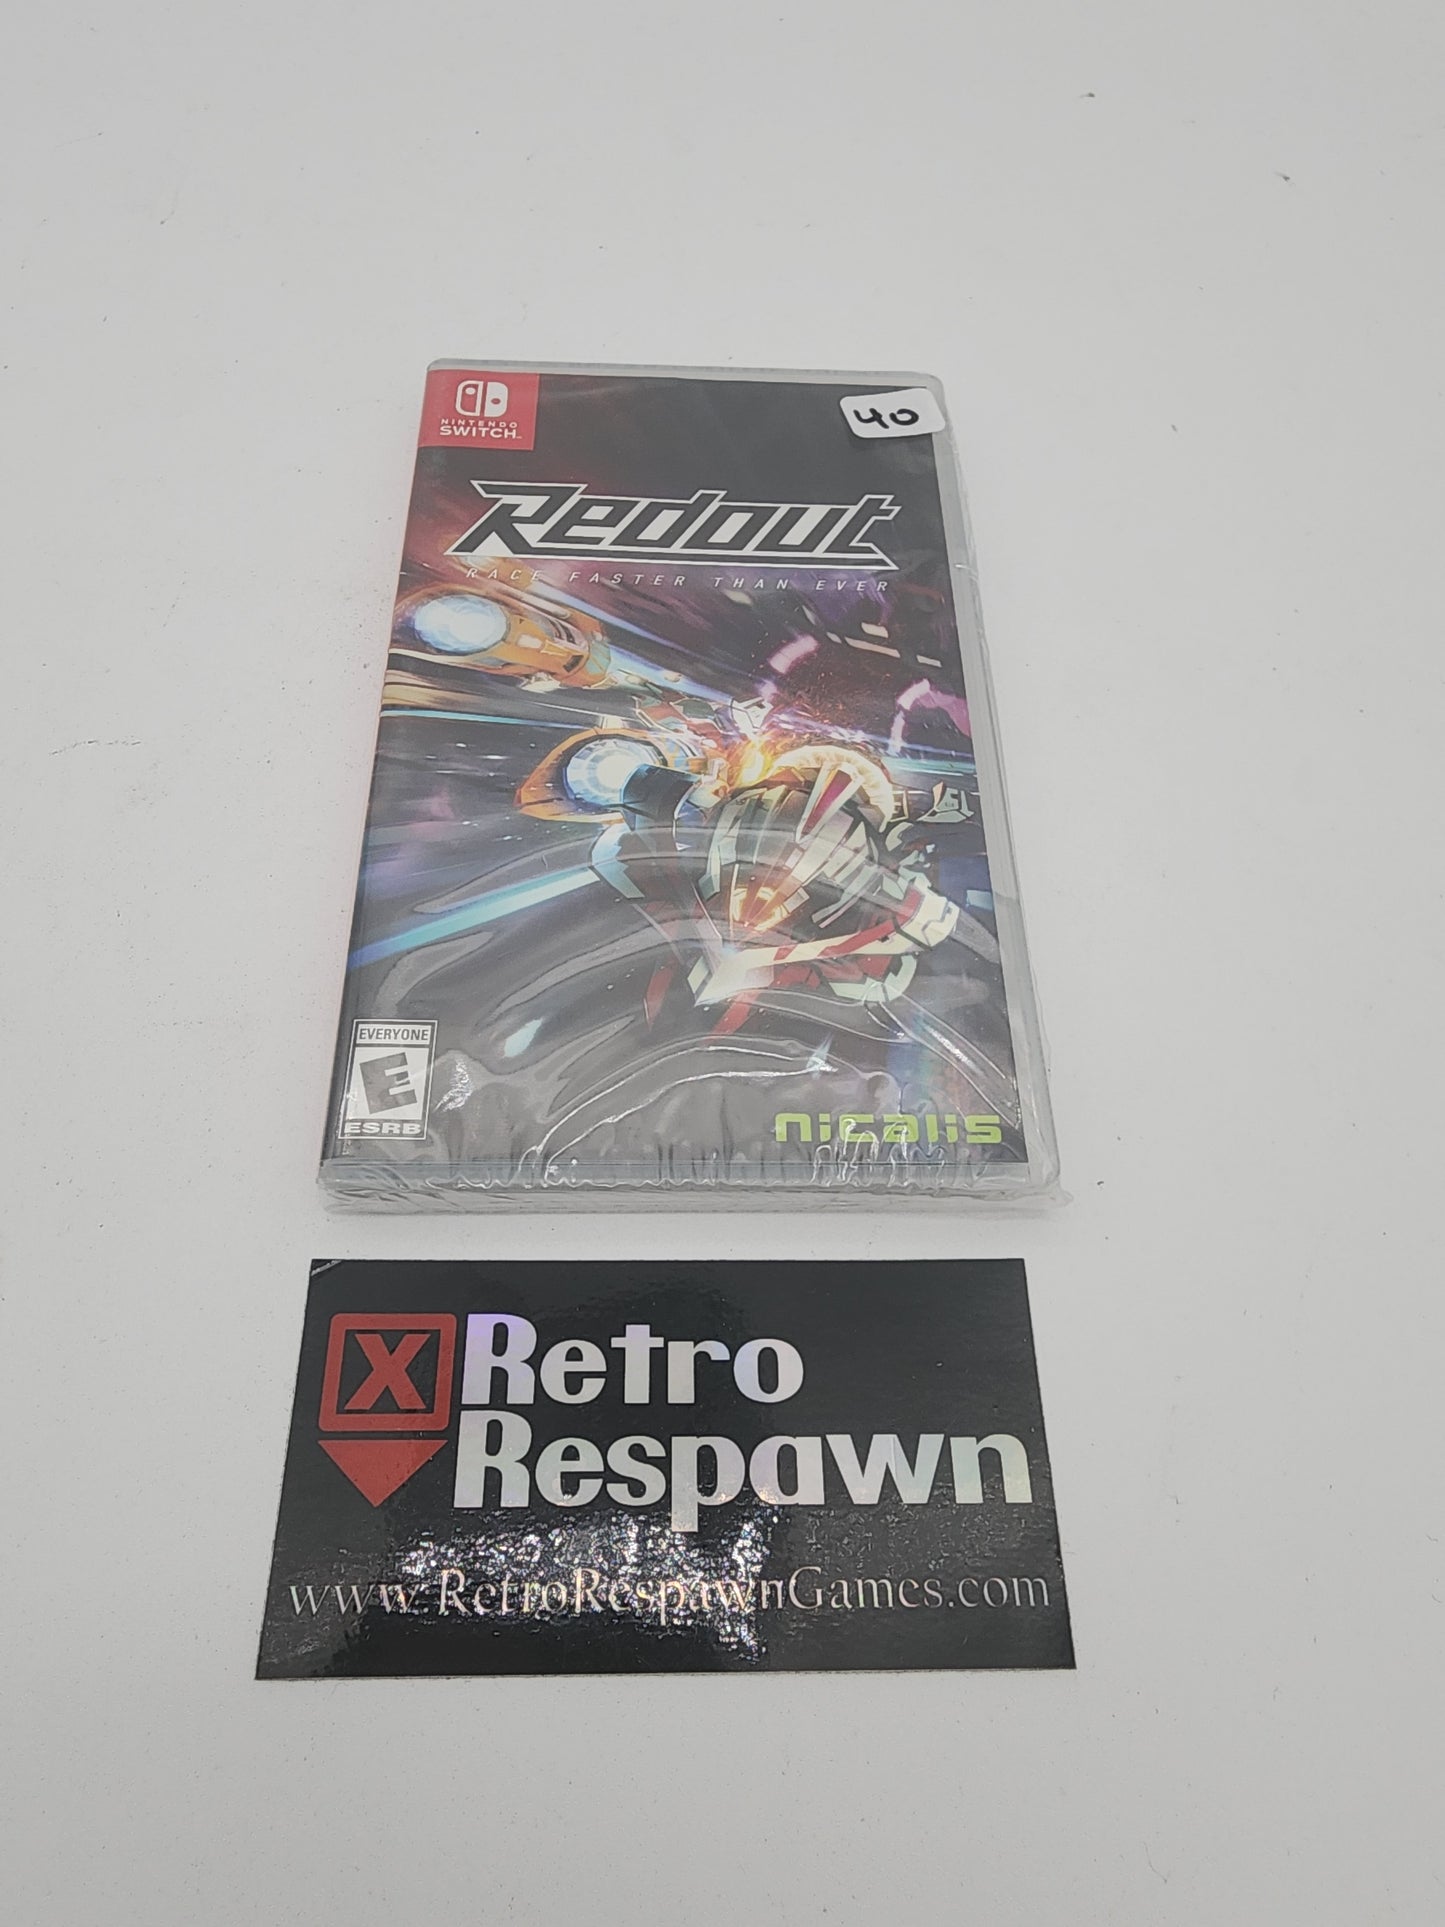 NINTENDO
SWITCH
40
Redout
RACE FASTER THAN EVER
EVERYONE
E
ESRB
nicalis
X Retro
Respawn
www.RetroRespawnGames.com